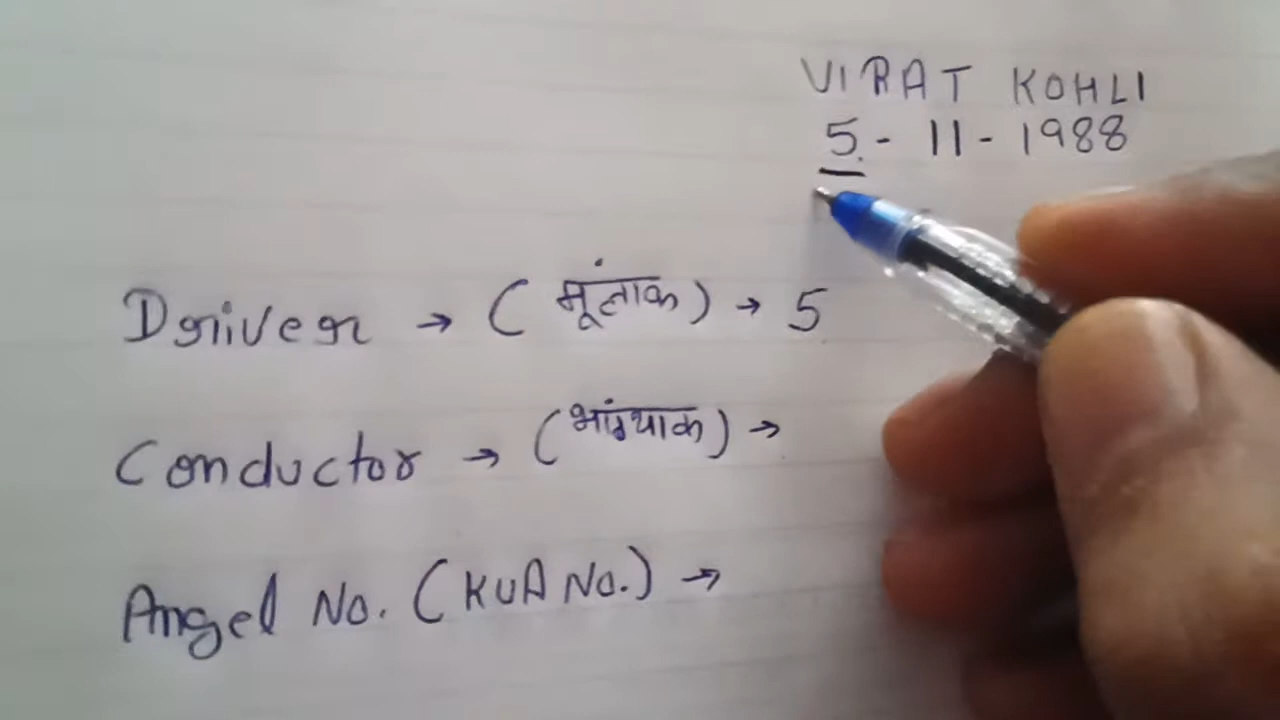 VIRAT KOHLI
5 - 11 - 1988
Driver → (मूंलाक) → 5
Conductor → (भांग्याक) →
Angel No. (KUA No.) →